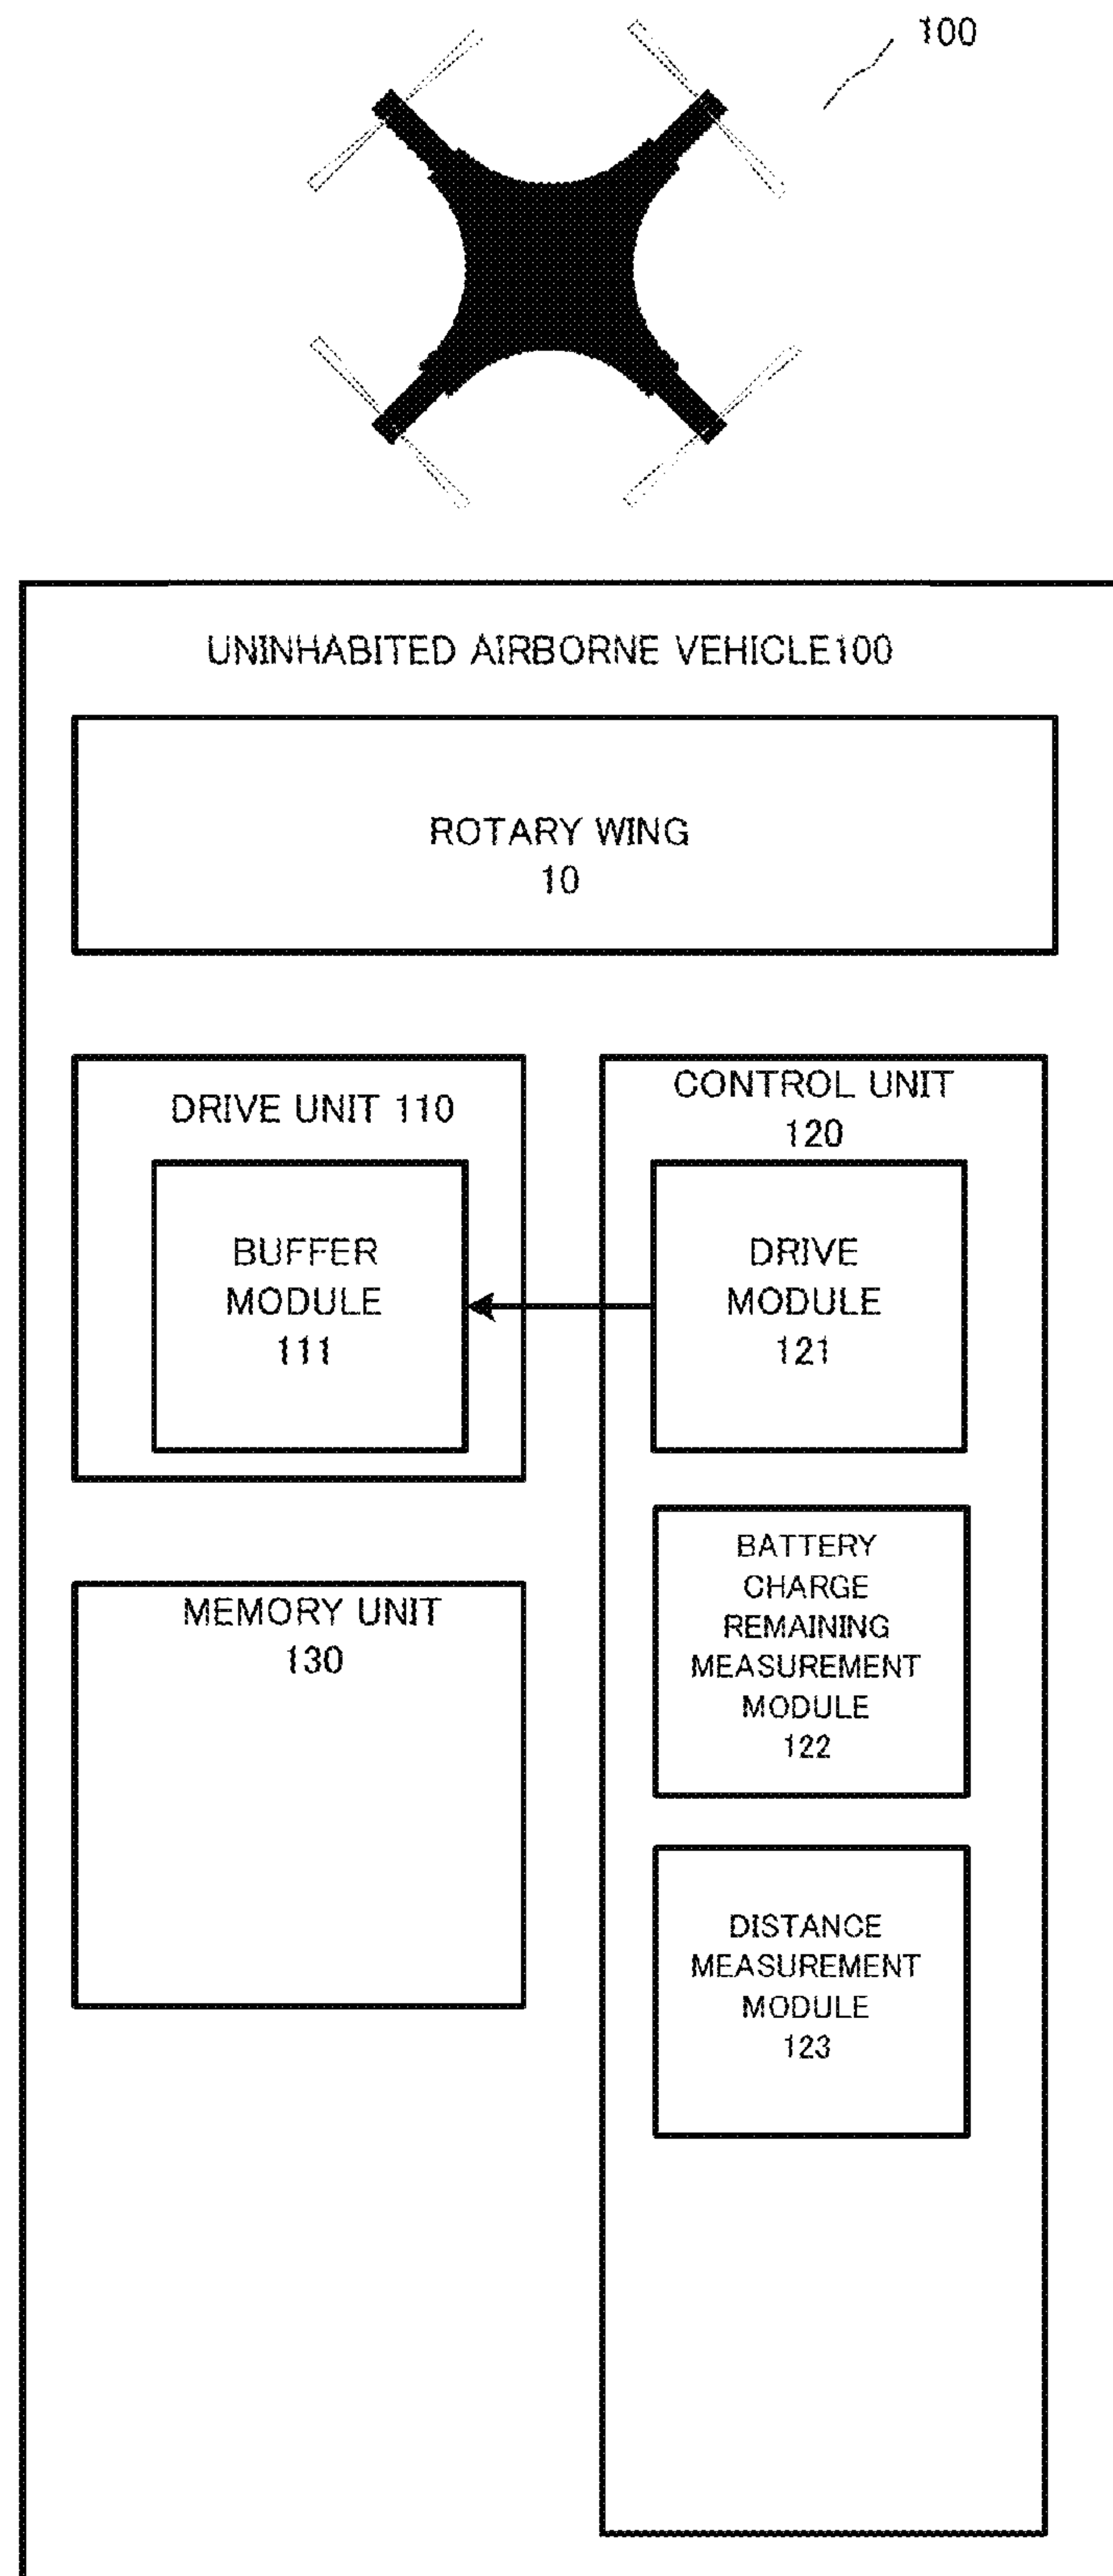 100
UNINHABITED AIRBORNE VEHICLE100
ROTARY WING
10
DRIVE UNIT 110
BUFFER
MODULE
111
CONTROL UNIT
120
DRIVE
MODULE
121
MEMORY UNIT
130
BATTERY
CHARGE
REMAINING
MEASUREMENT
MODULE
122
DISTANCE
MEASUREMENT
MODULE
123